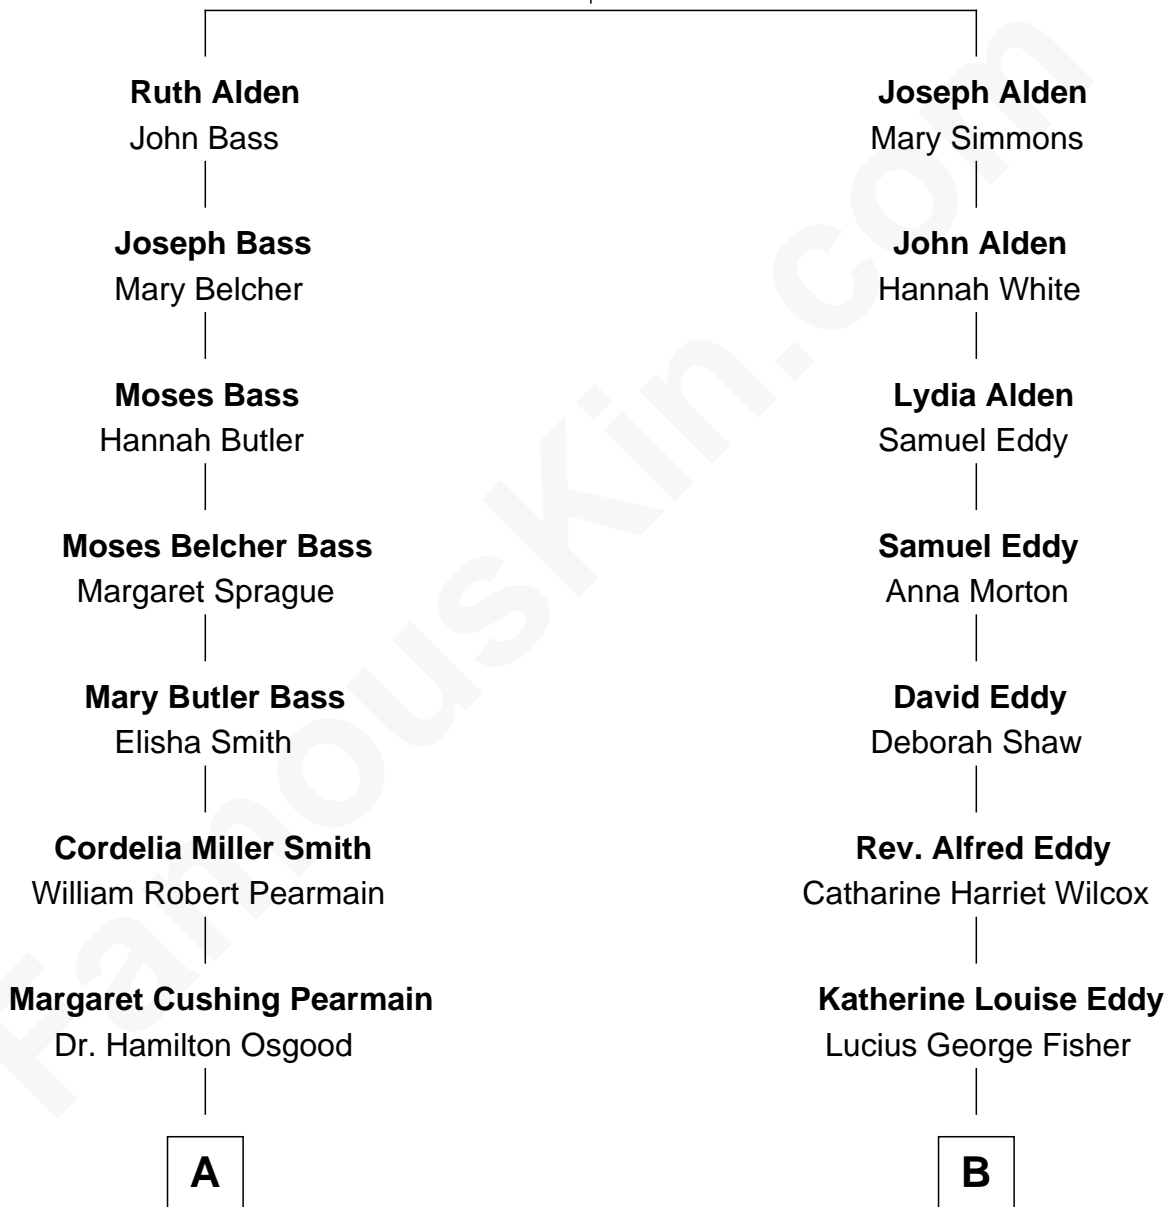 Ruth Alden
John Bass
Joseph Bass
Mary Belcher
Moses Bass
Hannah Butler
Moses Belcher Bass
Margaret Sprague
Mary Butler Bass
Elisha Smith
Cordelia Miller Smith
William Robert Pearmain
Margaret Cushing Pearmain
Dr. Hamilton Osgood
A
Joseph Alden
Mary Simmons
John Alden
Hannah White
Lydia Alden
Samuel Eddy
Samuel Eddy
Anna Morton
David Eddy
Deborah Shaw
Rev. Alfred Eddy
Catharine Harriet Wilcox
Katherine Louise Eddy
Lucius George Fisher
B
FamousKin.com